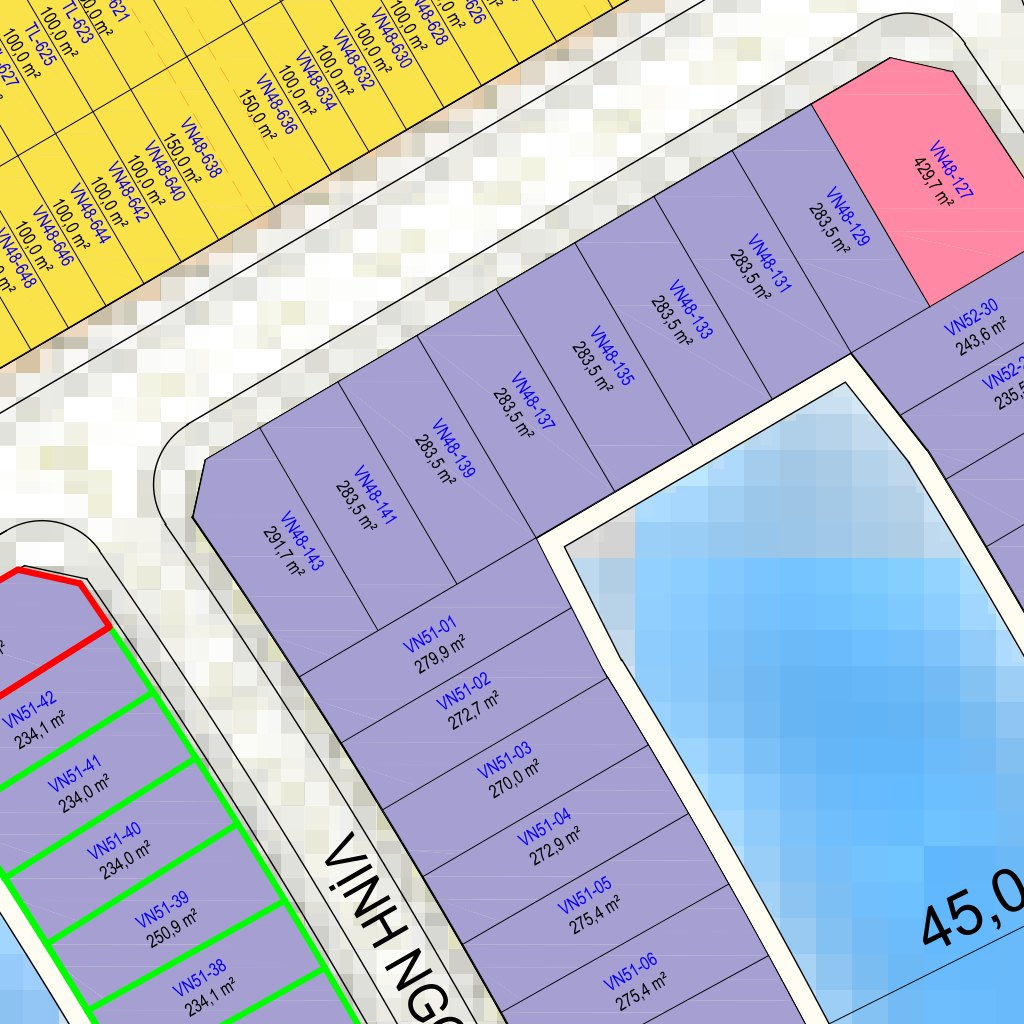 TL-623
100,0 m²
TL-625
100,0 m²
VN48-628
100,0 m²
VN48-630
100,0 m²
VN48-632
100,0 m²
VN48-634
100,0 m²
VN48-636
150,0 m²
VN48-638
150,0 m²
VN48-640
100,0 m²
VN48-642
100,0 m²
VN48-644
100,0 m²
VN48-646
100,0 m²
VN48-648
VN48-127
429,7 m²
VN48-129
283,5 m²
VN48-131
283,5 m²
VN48-133
283,5 m²
VN48-135
283,5 m²
VN48-137
283,5 m²
VN48-139
283,5 m²
VN48-141
283,5 m²
VN48-143
291,7 m²
VN52-30
243,6 m²
VN51-01
279,9 m²
VN51-02
272,7 m²
VN51-03
270,0 m²
VN51-04
272,9 m²
VN51-05
275,4 m²
VN51-06
275,4 m²
VN51-42
234,1 m²
VN51-41
234,0 m²
VN51-40
234,0 m²
VN51-39
250,9 m²
VN51-38
234,1 m²
VỊNH
45,0